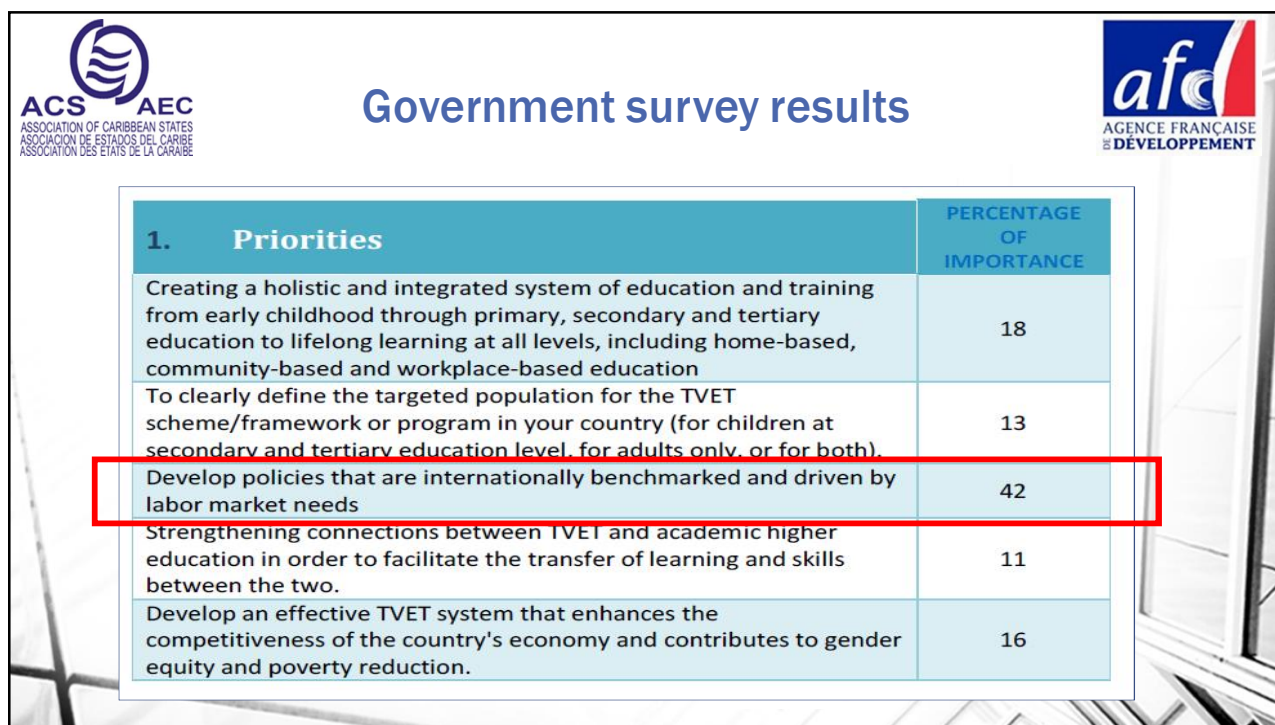 ACS AEC
ASSOCIATION OF CARIBBEAN STATES
ASOCIACION DE ESTADOS DEL CARIBE
ASSOCIATION DES ETATS DE LA CARAIBE
Government survey results
afd
AGENCE FRANÇAISE
DE DÉVELOPPEMENT
1. Priorities
PERCENTAGE
OF
IMPORTANCE
Creating a holistic and integrated system of education and training
from early childhood through primary, secondary and tertiary
education to lifelong learning at all levels, including home-based,
community-based and workplace-based education
18
To clearly define the targeted population for the TVET
scheme/framework or program in your country (for children at
secondary and tertiary education level, for adults only, or for both).
13
Develop policies that are internationally benchmarked and driven by
labor market needs
42
Strengthening connections between TVET and academic higher
education in order to facilitate the transfer of learning and skills
between the two.
11
Develop an effective TVET system that enhances the
competitiveness of the country's economy and contributes to gender
equity and poverty reduction.
16